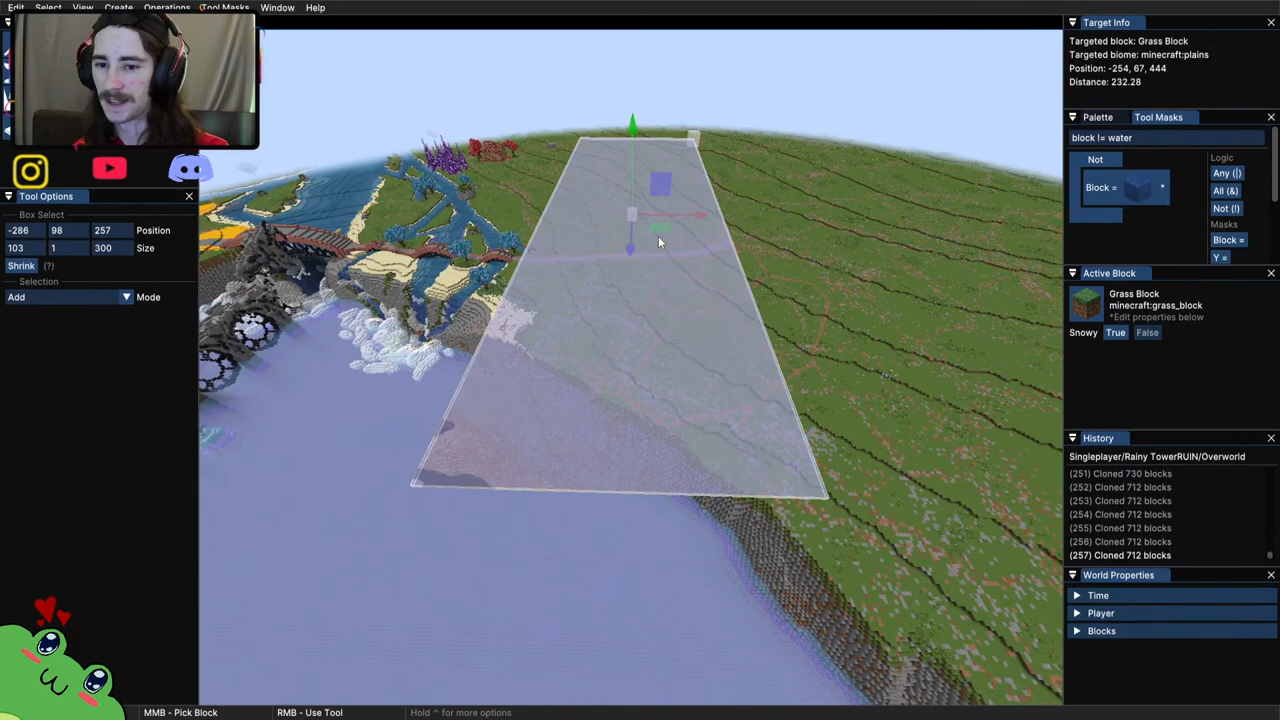 Edit Select View Create Operations Tool Masks Window Help
Tool Options
Box Select
-286 98 257 Position
103 1 300 Size
Shrink (?)
Selection
Add Mode
Target Info
Targeted block: Grass Block
Targeted biome: minecraft:plains
Position: -254, 67, 444
Distance: 232.28
Palette Tool Masks
block != water
Not
Block =
Logic
Any (|)
All (&)
Not (!)
Masks
Block =
Y =
Active Block
Grass Block
minecraft:grass_block
*Edit properties below
Snowy True False
History
Singleplayer/Rainy TowerRUIN/Overworld
(251) Cloned 730 blocks
(252) Cloned 712 blocks
(253) Cloned 712 blocks
(254) Cloned 712 blocks
(255) Cloned 712 blocks
(256) Cloned 712 blocks
(257) Cloned 712 blocks
World Properties
Time
Player
Blocks
MMB - Pick Block RMB - Use Tool Hold ^ for more options